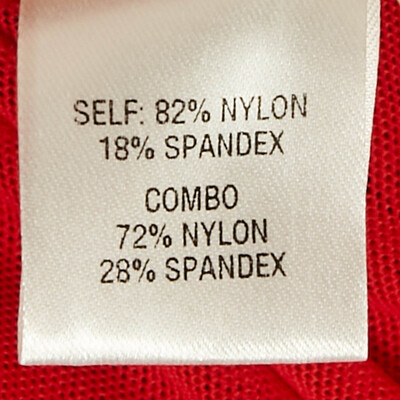 SELF: 82% NYLON
18% SPANDEX
COMBO
72% NYLON
28% SPANDEX